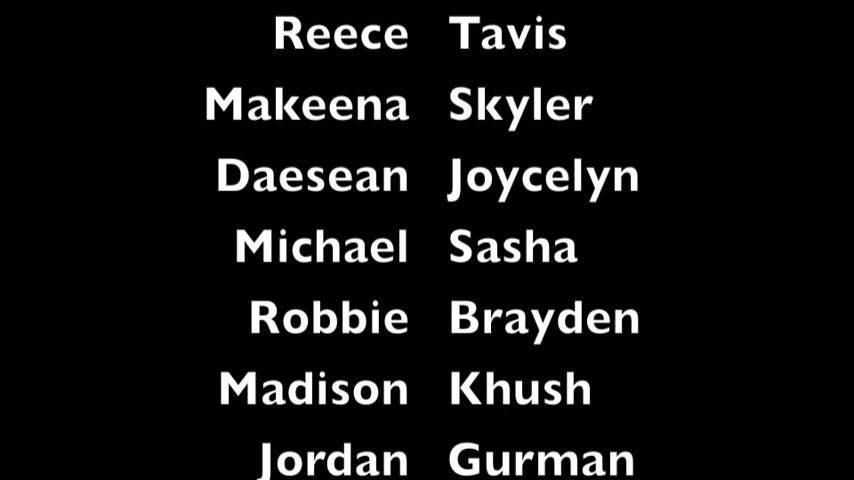 Reece Tavis
Makeena Skyler
Daesean Joycelyn
Michael Sasha
Robbie Brayden
Madison Khush
Jordan Gurman